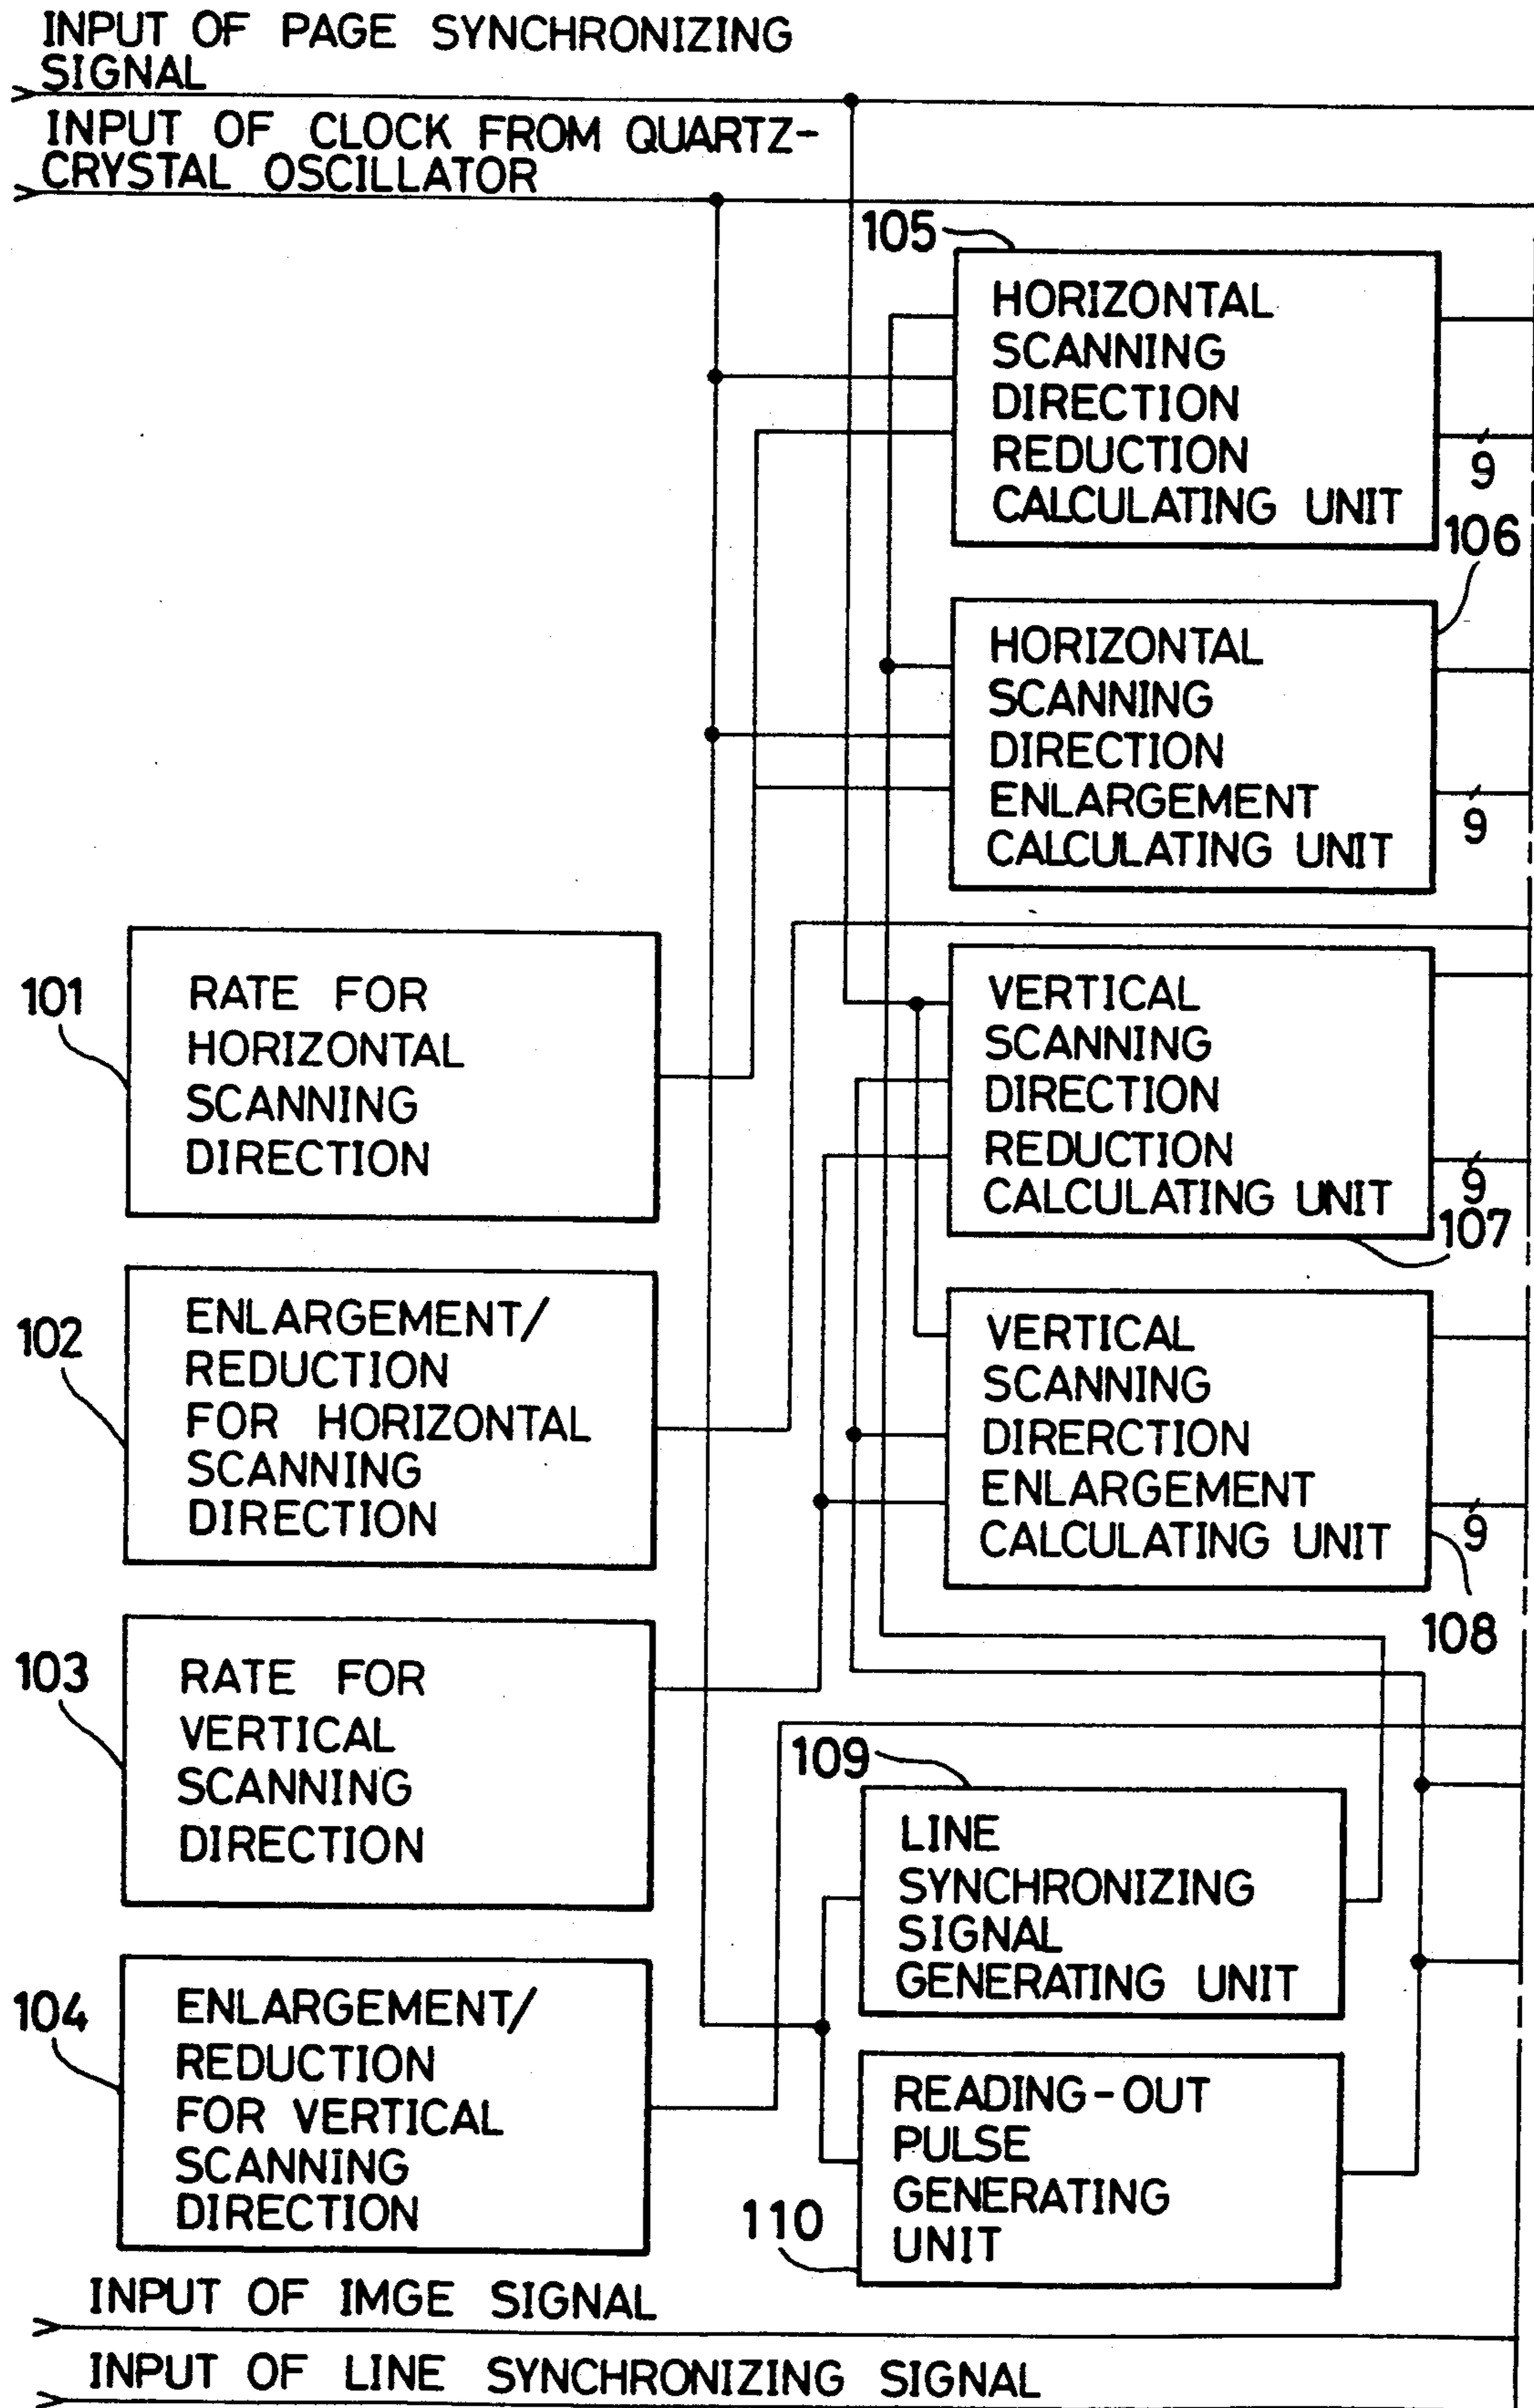 INPUT OF PAGE SYNCHRONIZING
SIGNAL
INPUT OF CLOCK FROM QUARTZ-
CRYSTAL OSCILLATOR
105
HORIZONTAL
SCANNING
DIRECTION
REDUCTION
CALCULATING UNIT
9
106
HORIZONTAL
SCANNING
DIRECTION
ENLARGEMENT
CALCULATING UNIT
9
101
RATE FOR
HORIZONTAL
SCANNING
DIRECTION
VERTICAL
SCANNING
DIRECTION
REDUCTION
CALCULATING UNIT
9
107
102
ENLARGEMENT/
REDUCTION
FOR HORIZONTAL
SCANNING
DIRECTION
VERTICAL
SCANNING
DIRERCTION
ENLARGEMENT
CALCULATING UNIT
9
108
103
RATE FOR
VERTICAL
SCANNING
DIRECTION
109
LINE
SYNCHRONIZING
SIGNAL
GENERATING UNIT
104
ENLARGEMENT/
REDUCTION
FOR VERTICAL
SCANNING
DIRECTION
110
READING-OUT
PULSE
GENERATING
UNIT
INPUT OF IMGE SIGNAL
INPUT OF LINE SYNCHRONIZING SIGNAL